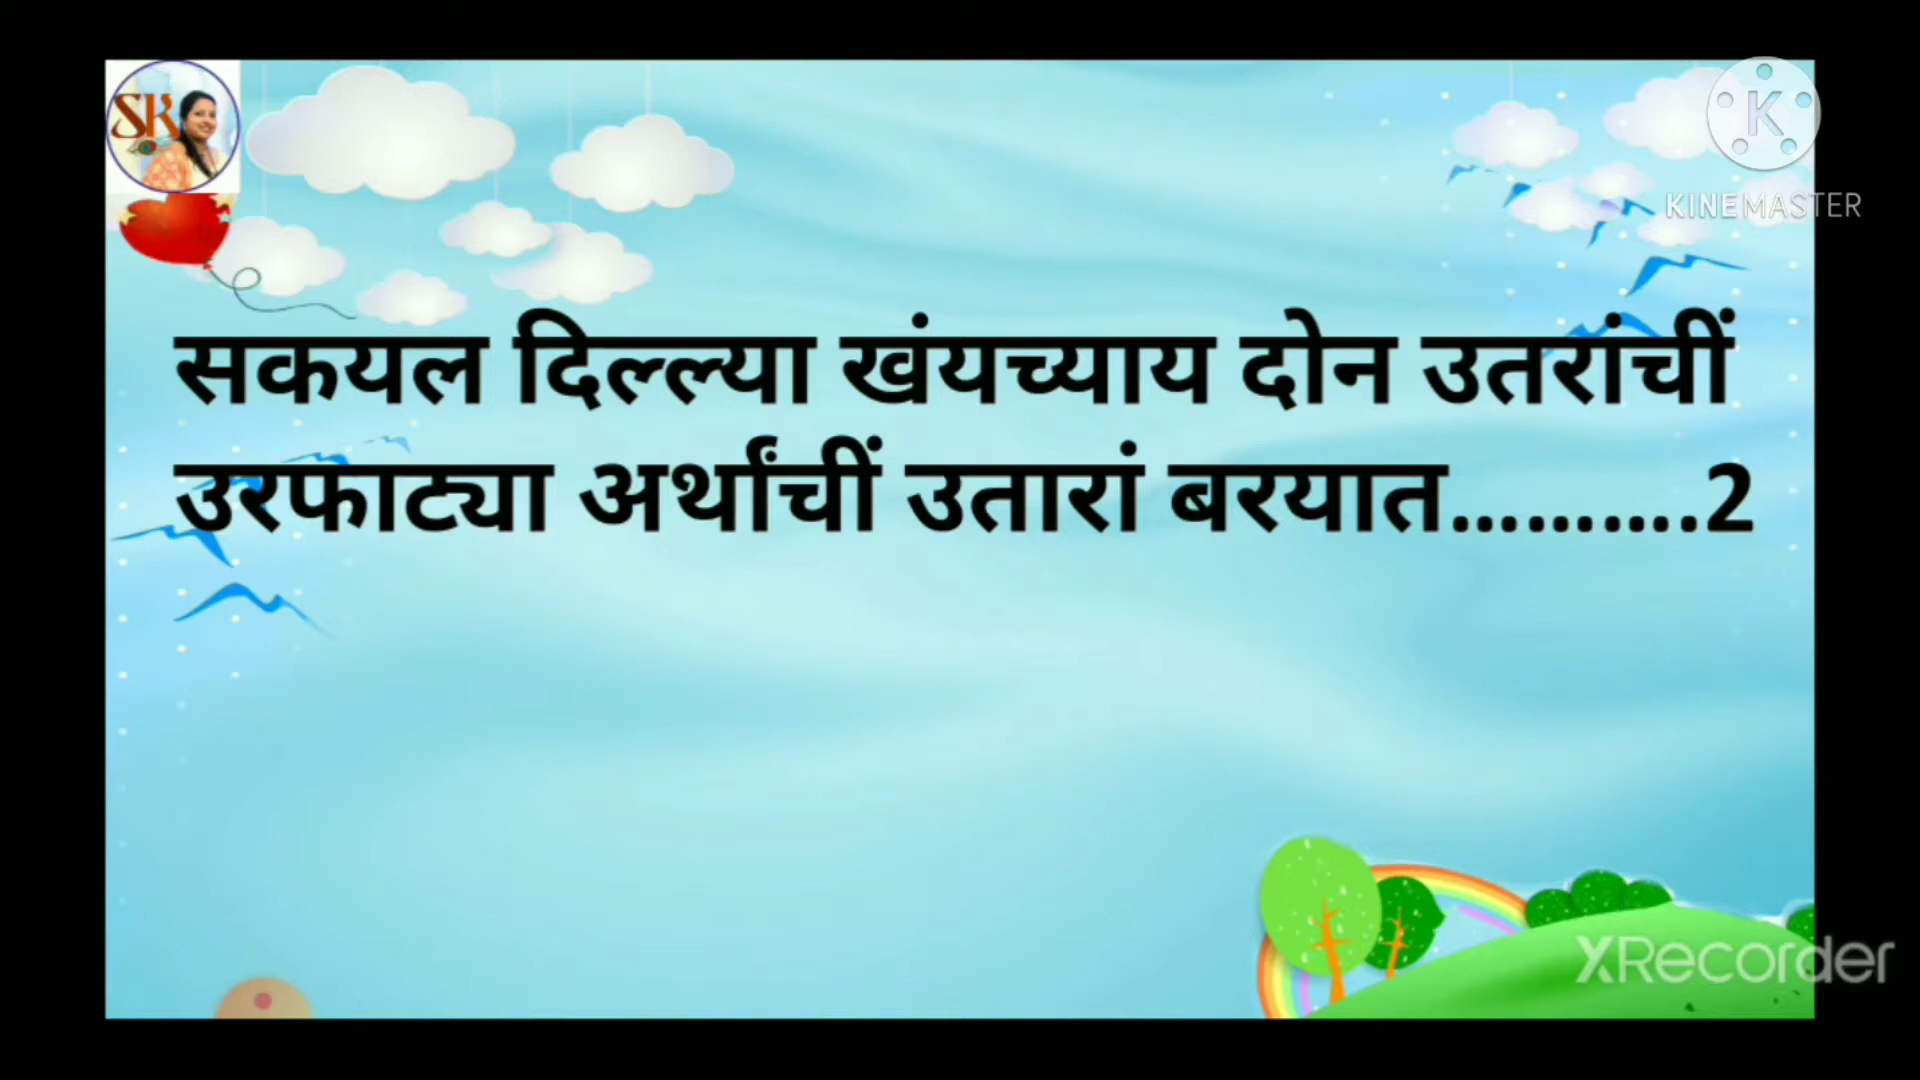 SK
K
KINEMASTER
सकयल दिल्ल्या खंयच्याय दोन उतरांचीं
उरफाट्या अर्थांचीं उतारां बरयात..........2
XRecorder